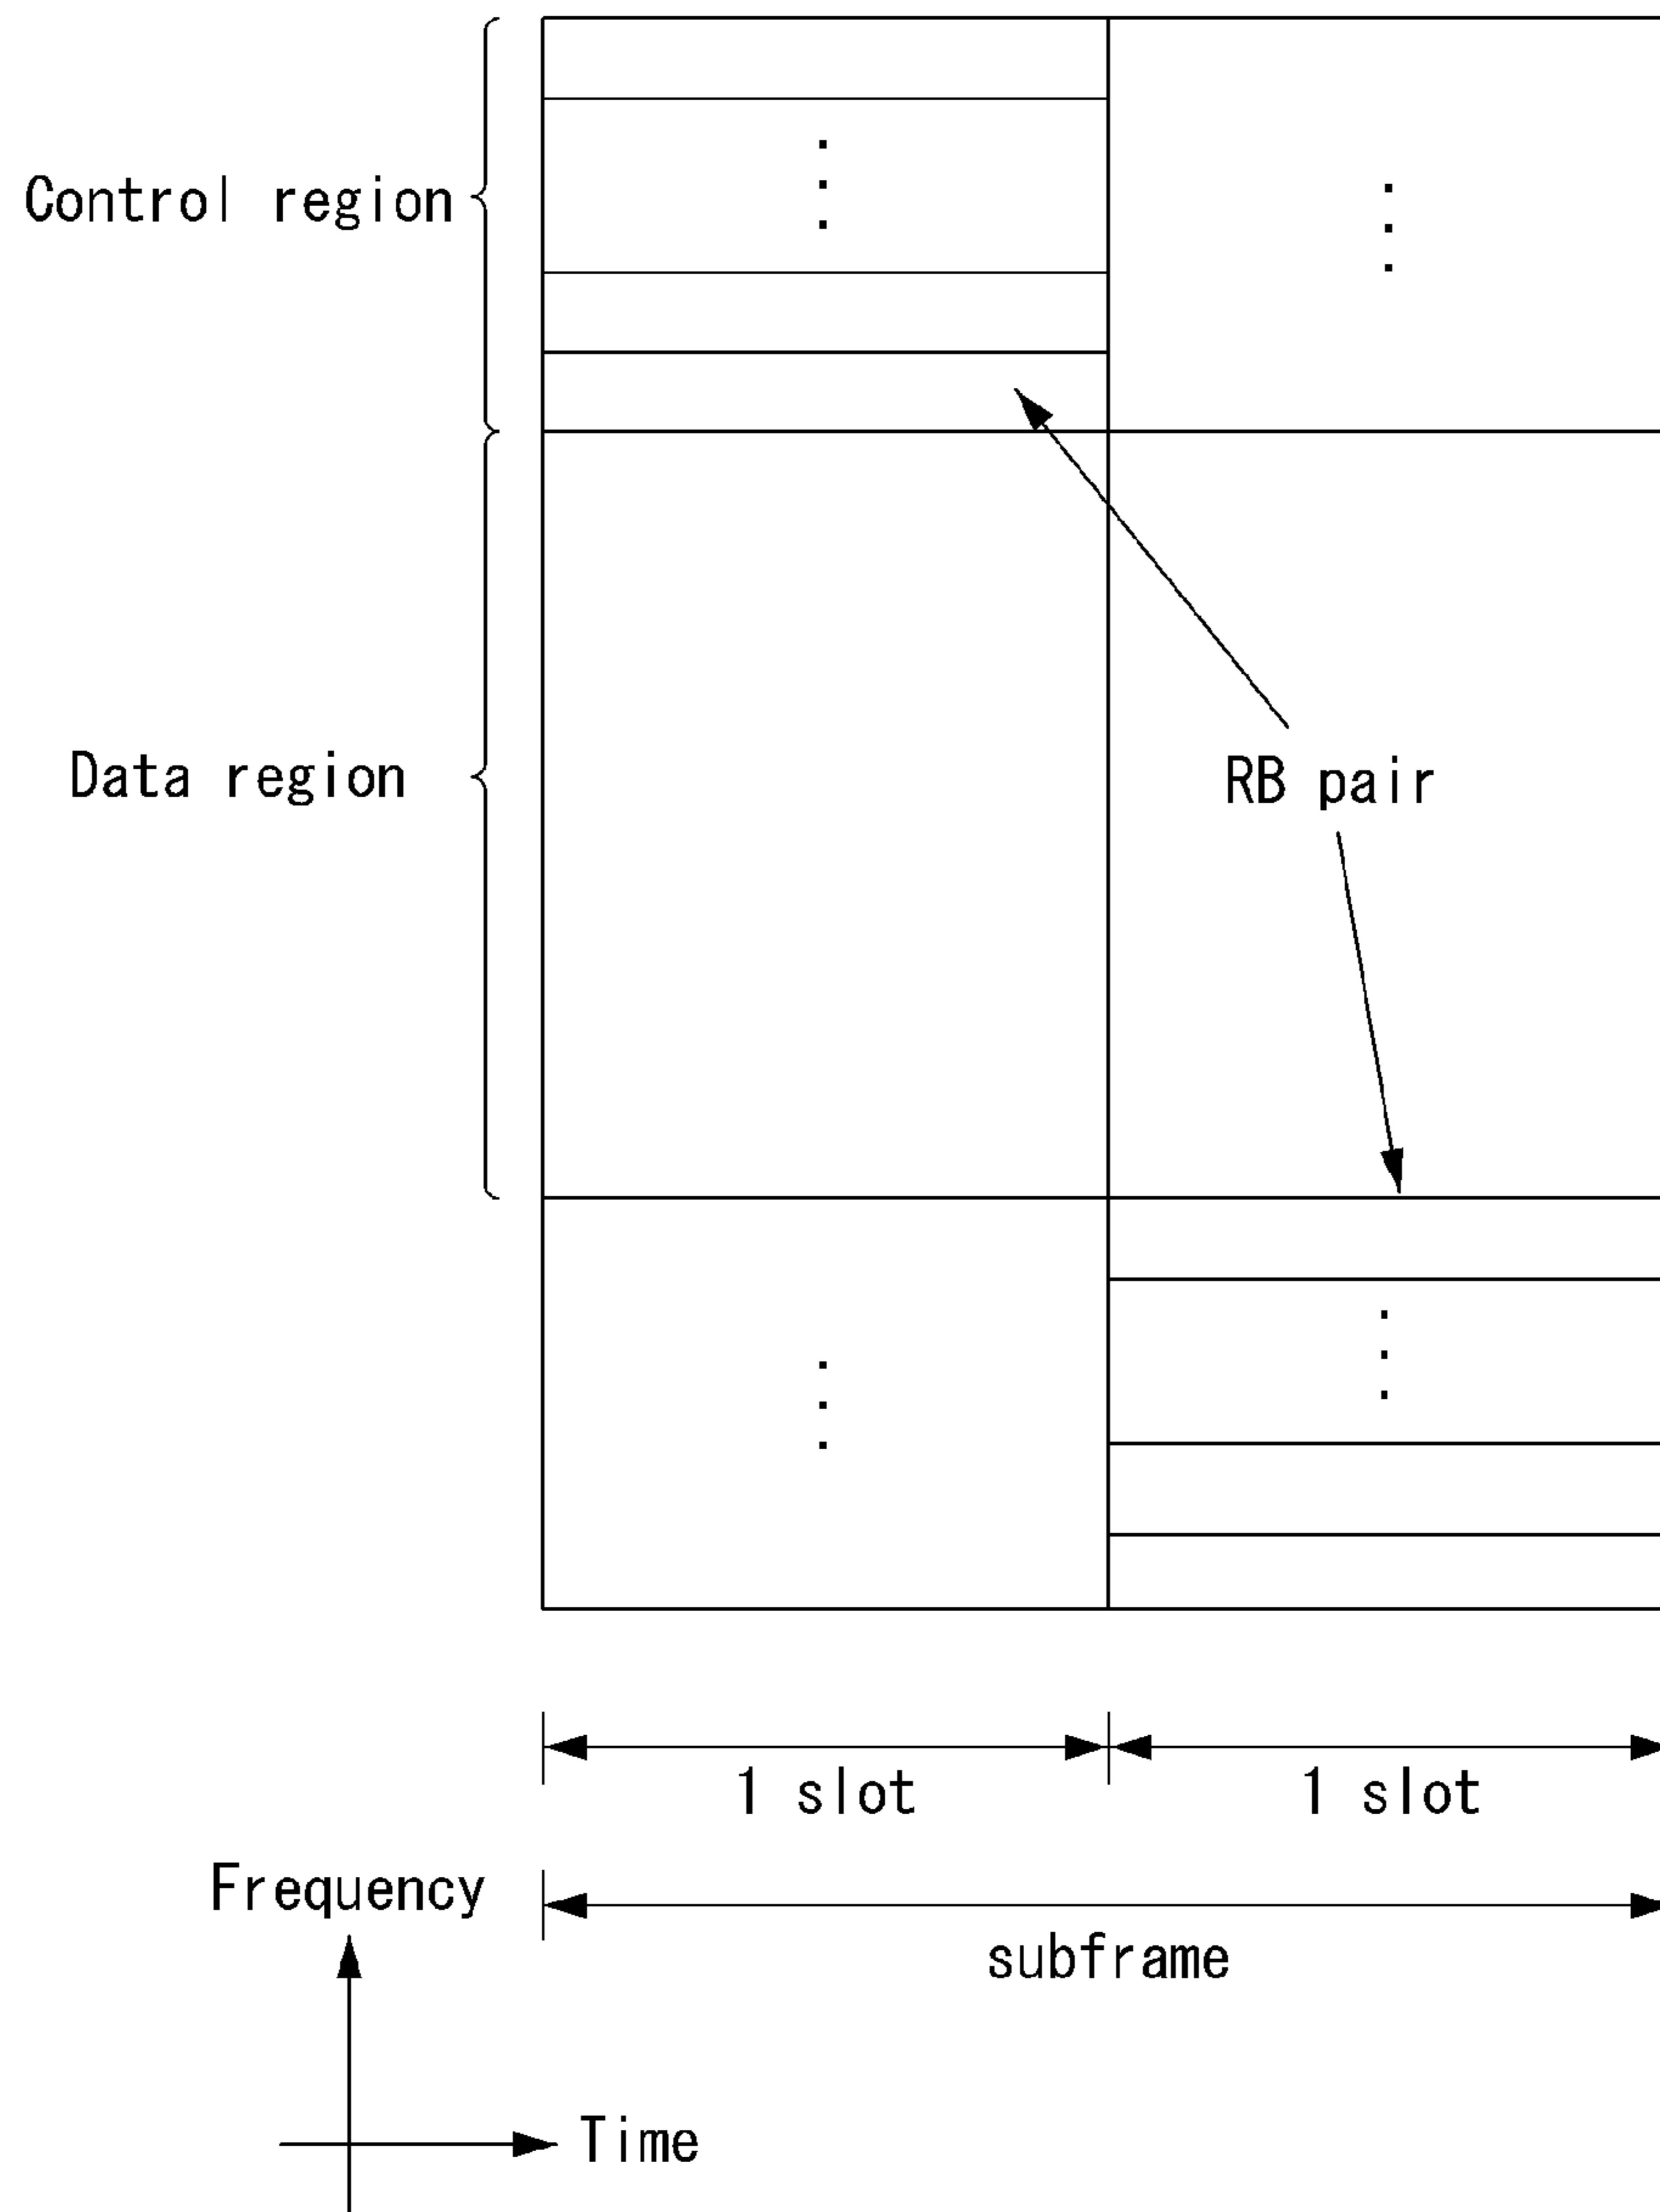 Control region
Data region
RB pair
1 slot
1 slot
Frequency
subframe
Time